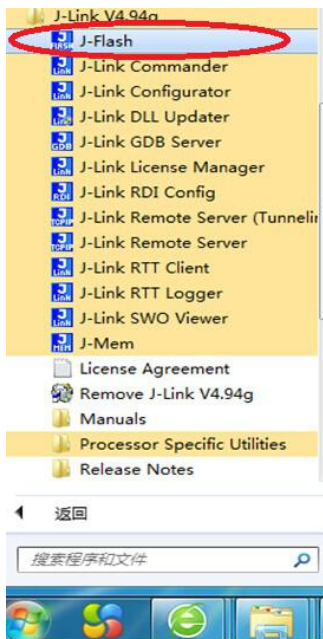 J-Link V4.94g
J-Flash
J-Link Commander
J-Link Configurator
J-Link DLL Updater
J-Link GDB Server
J-Link License Manager
J-Link RDI Config
J-Link Remote Server (Tunnelin
J-Link Remote Server
J-Link RTT Client
J-Link RTT Logger
J-Link SWO Viewer
J-Mem
License Agreement
Remove J-Link V4.94g
Manuals
Processor Specific Utilities
Release Notes
返回
搜索程序和文件